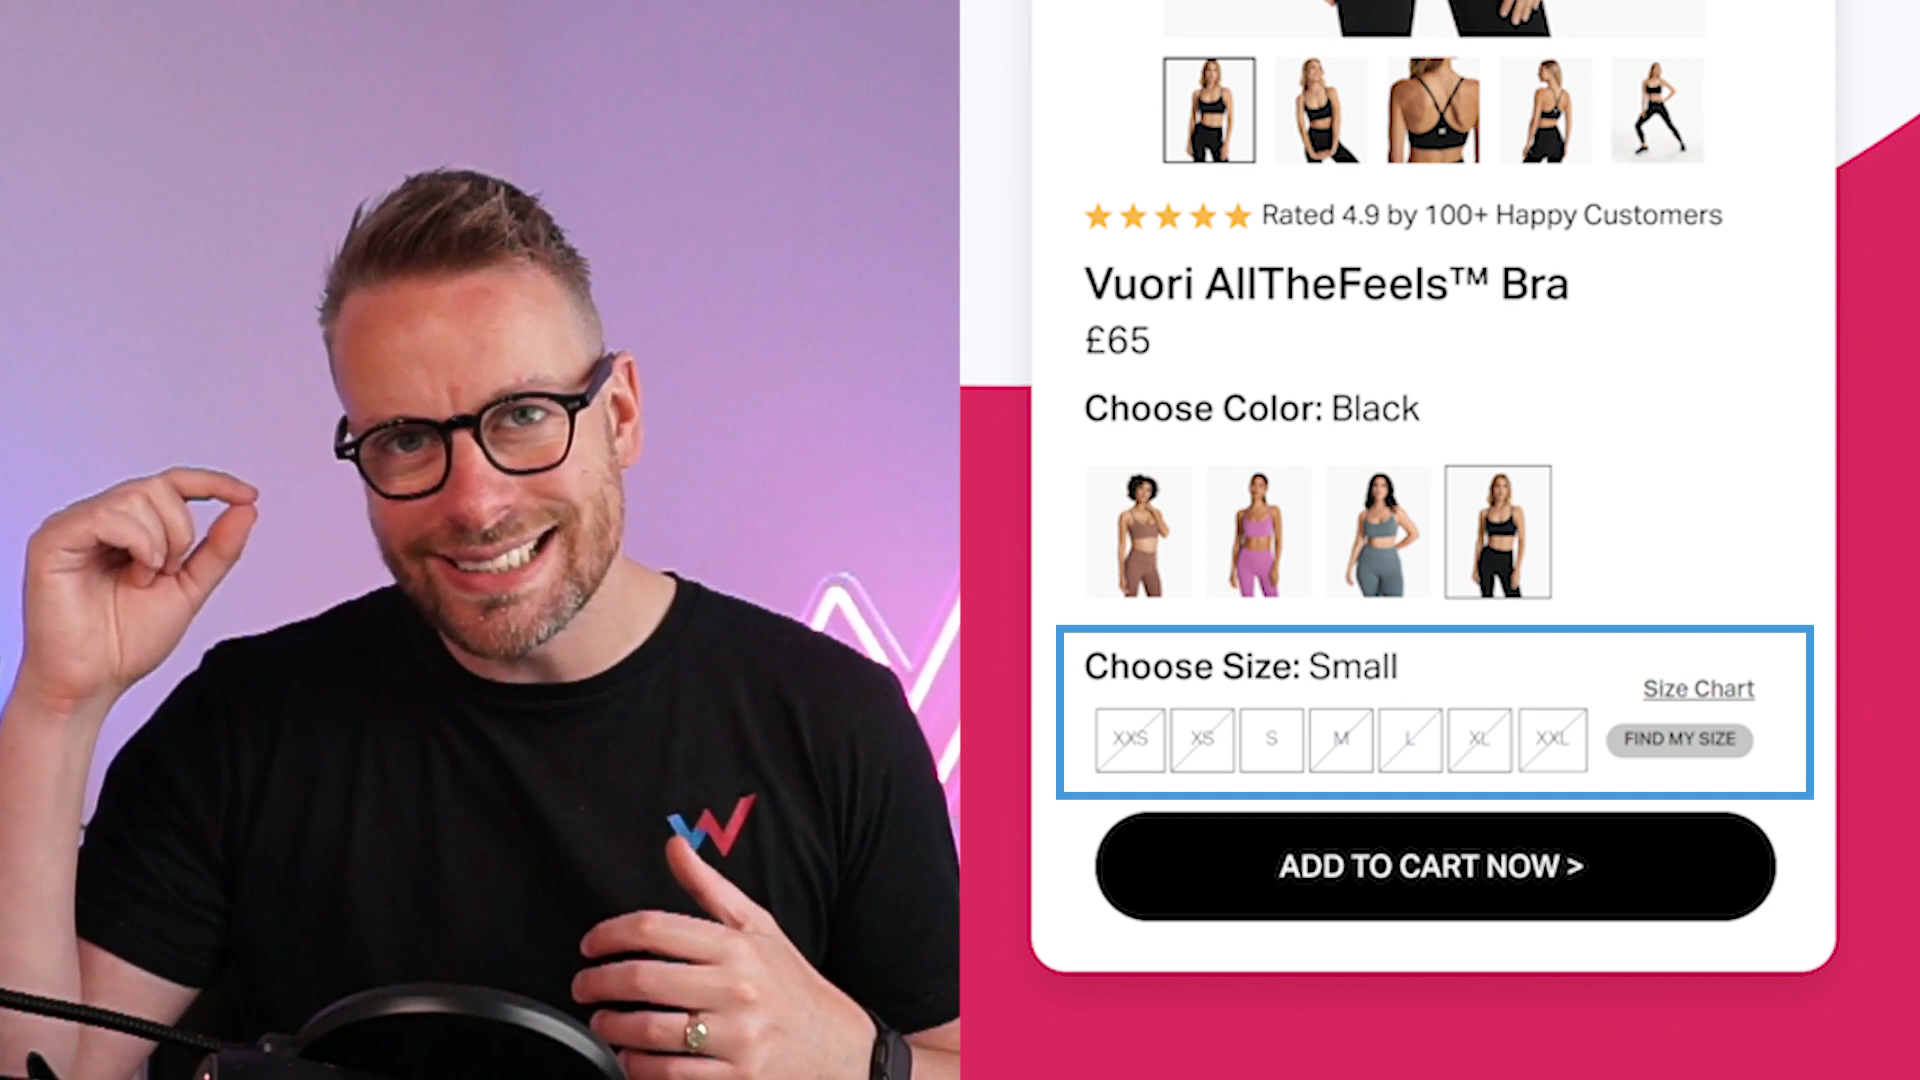 Rated 4.9 by 100+ Happy Customers
Vuori AllTheFeels™ Bra
£65
Choose Color: Black
Choose Size: Small
Size Chart
XXS XS S M L XL XXL FIND MY SIZE
ADD TO CART NOW >